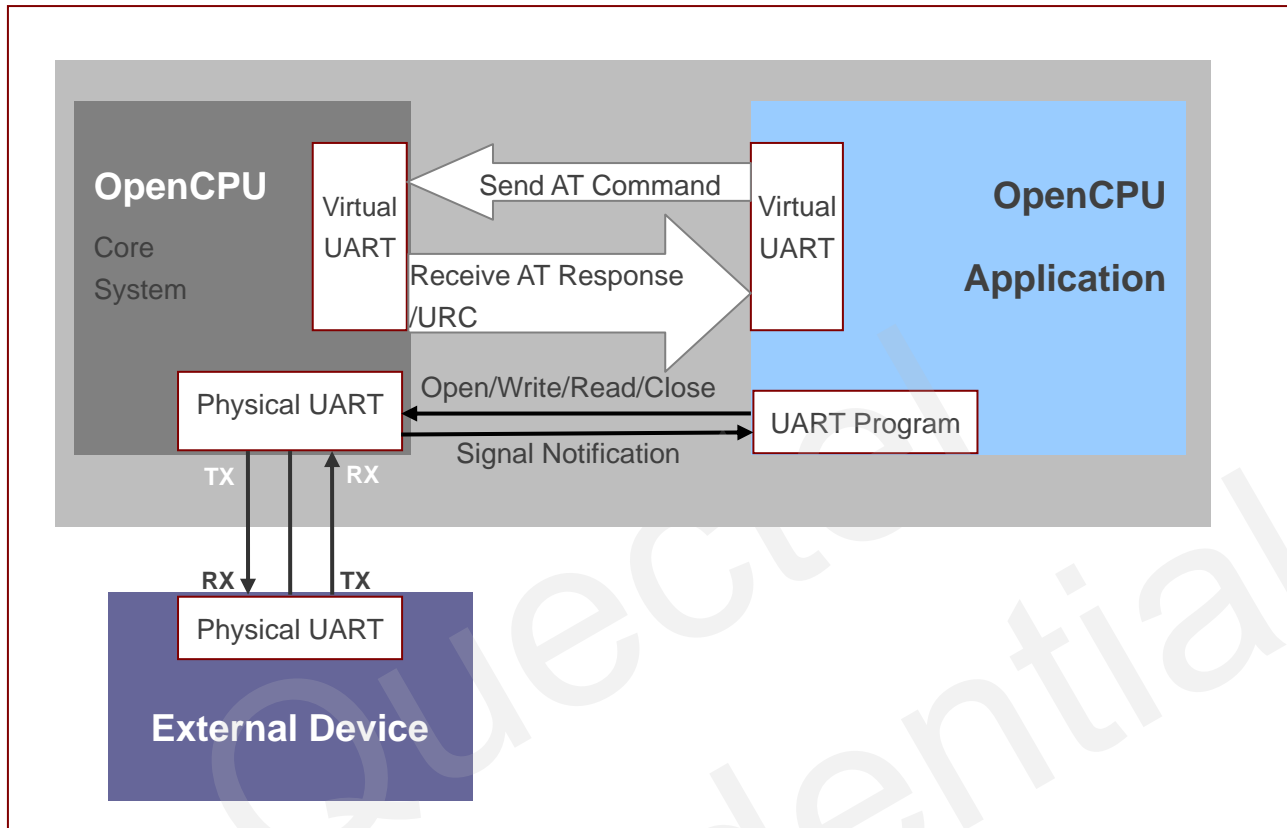 OpenCPU
Core
System
Virtual
UART
Send AT Command
Receive AT Response
/URC
Virtual
UART
OpenCPU
Application
Physical UART
Open/Write/Read/Close
Signal Notification
UART Program
TX
RX
RX
TX
Physical UART
External Device
Quectel
dential